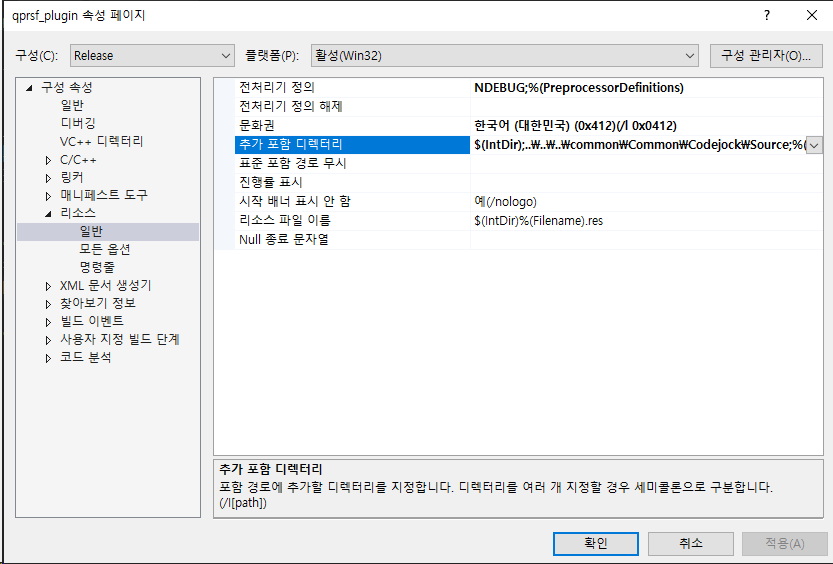 qprsf_plugin 속성 페이지
구성(C): Release 플랫폼(P): 활성(Win32) 구성 관리자(O)...
구성 속성
일반
디버깅
VC++ 디렉터리
C/C++
링커
매니페스트 도구
리소스
일반
모든 옵션
명령줄
XML 문서 생성기
찾아보기 정보
빌드 이벤트
사용자 지정 빌드 단계
코드 분석
전처리기 정의 NDEBUG;%(PreprocessorDefinitions)
전처리기 정의 해제
문화권 한국어 (대한민국) (0x412)(/l 0x0412)
추가 포함 디렉터리 $(IntDir);..₩..₩..₩common₩Common₩Codejock₩Source;%(
표준 포함 경로 무시
진행률 표시
시작 배너 표시 안 함 예(/nologo)
리소스 파일 이름 $(IntDir)%(Filename).res
Null 종료 문자열
추가 포함 디렉터리
포함 경로에 추가할 디렉터리를 지정합니다. 디렉터리를 여러 개 지정할 경우 세미콜론으로 구분합니다.
(/I[path])
확인 취소 적용(A)